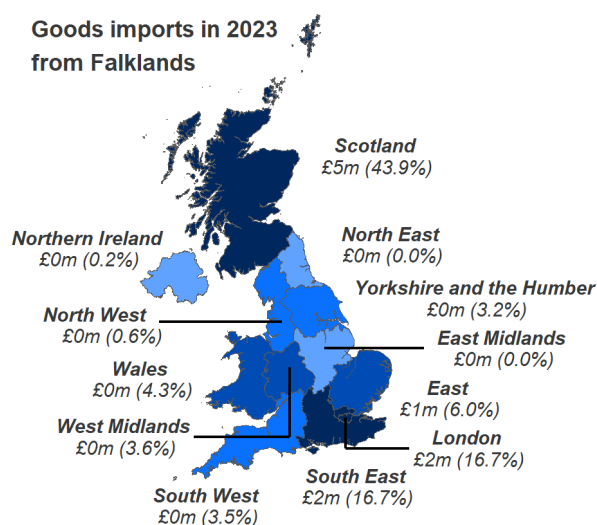 Goods imports in 2023
from Falklands
Scotland
£5m (43.9%)
Northern Ireland
£0m (0.2%)
North East
£0m (0.0%)
Yorkshire and the Humber
£0m (3.2%)
North West
£0m (0.6%)
East Midlands
£0m (0.0%)
Wales
£0m (4.3%)
East
£1m (6.0%)
West Midlands
£0m (3.6%)
London
£2m (16.7%)
South East
£2m (16.7%)
South West
£0m (3.5%)